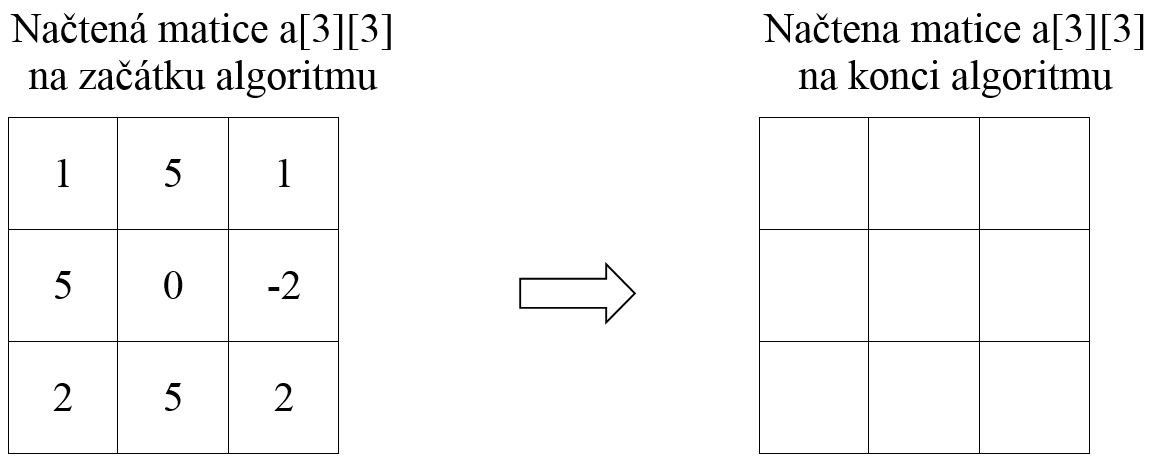 Načtená matice a[3][3]
na začátku algoritmu
1 5 1
5 0 -2
2 5 2
Načtena matice a[3][3]
na konci algoritmu